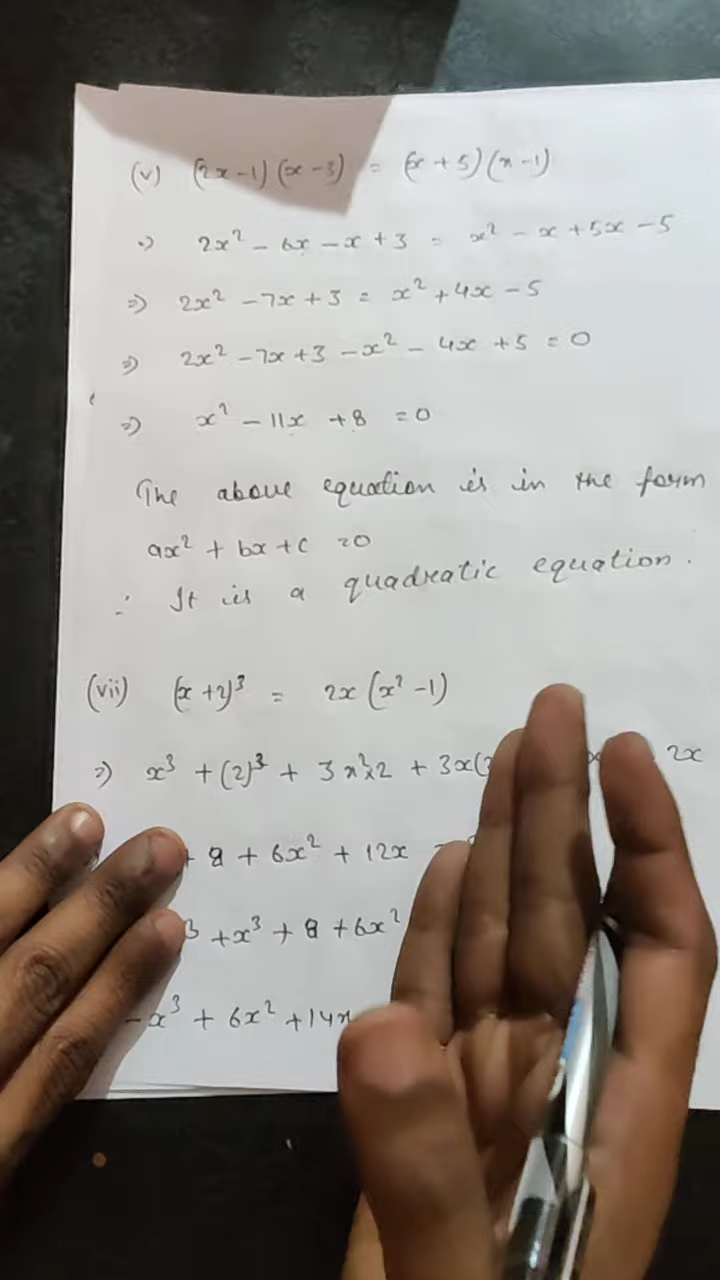 (v) (2x-1)(x-3) = (x+5)(x-1)
⇒ 2x² - 6x - x + 3 = x² - x + 5x - 5
⇒ 2x² - 7x + 3 = x² + 4x - 5
⇒ 2x² - 7x + 3 - x² - 4x + 5 = 0
⇒ x² - 11x + 8 = 0
The above equation is in the form
ax² + bx + c = 0
∴ It is a quadratic equation.
(vii) (x+2)³ = 2x(x²-1)
⇒ x³ + (2)³ + 3x²×2 + 3x( 2x
+ 8 + 6x² + 12x
3 + x³ + 8 + 6x²
-x³ + 6x² + 14x